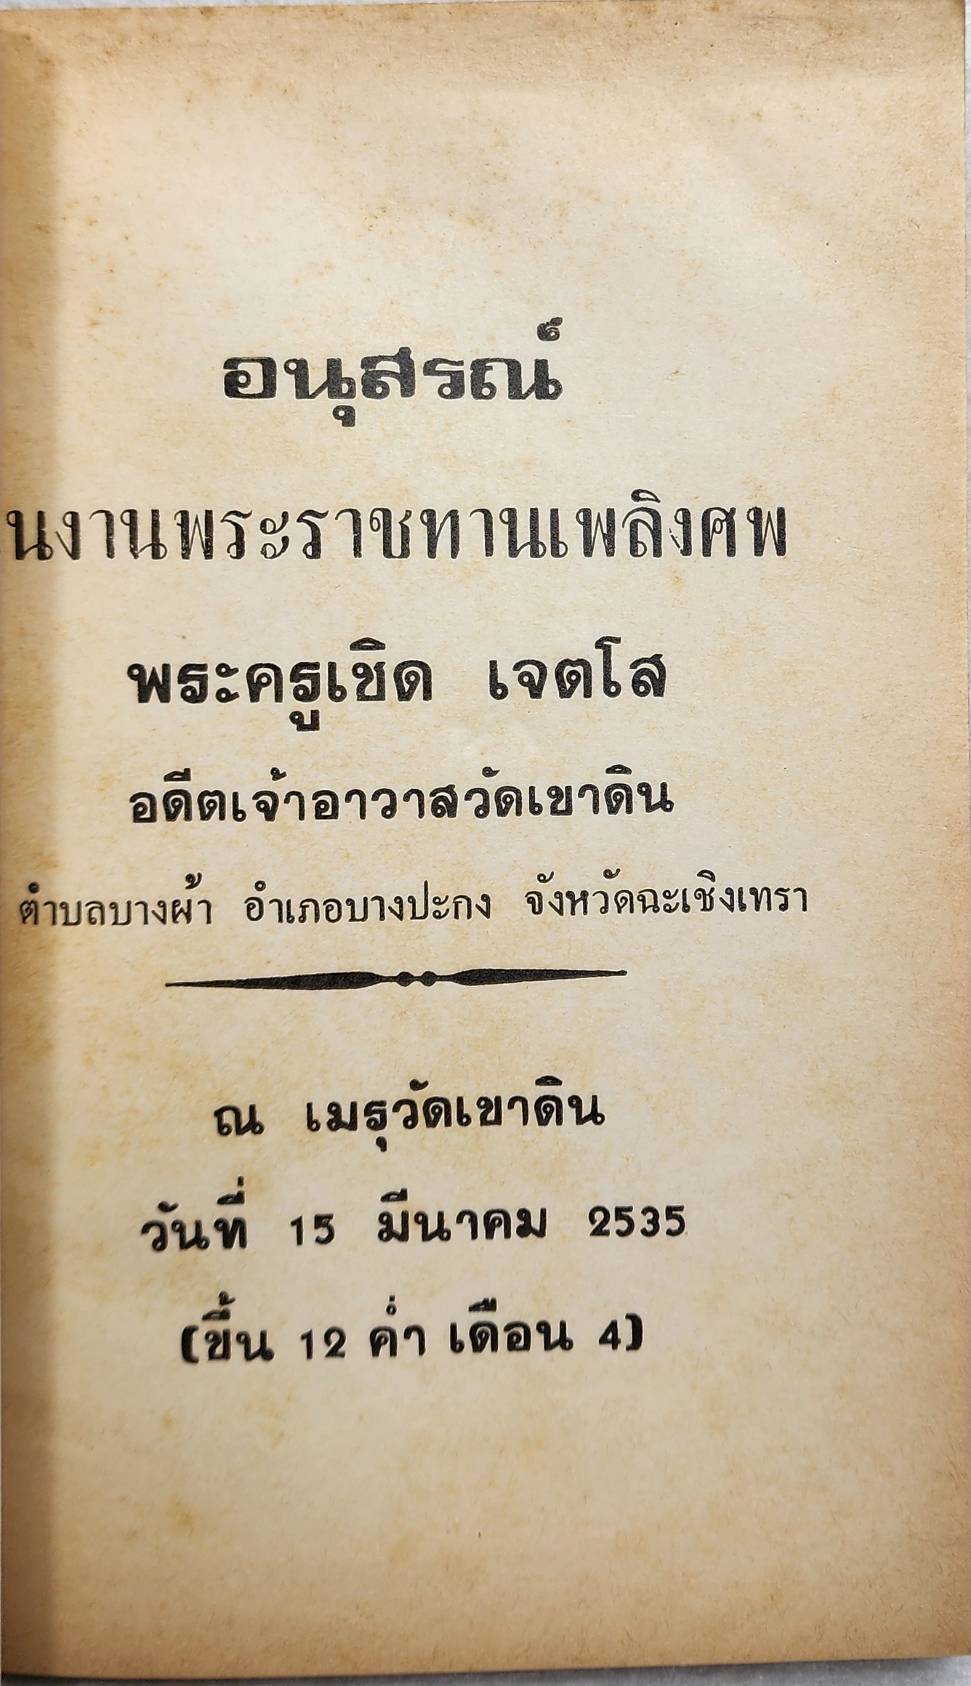 อนุสรณ์
นงานพระราชทานเพลิงศพ
พระครูเชิด เจตโส
อดีตเจ้าอาวาสวัดเขาดิน
ตำบลบางผ้า อำเภอบางปะกง จังหวัดฉะเชิงเทรา
ณ เมรุวัดเขาดิน
วันที่ 15 มีนาคม 2535
(ขึ้น 12 ค่ำ เดือน 4)